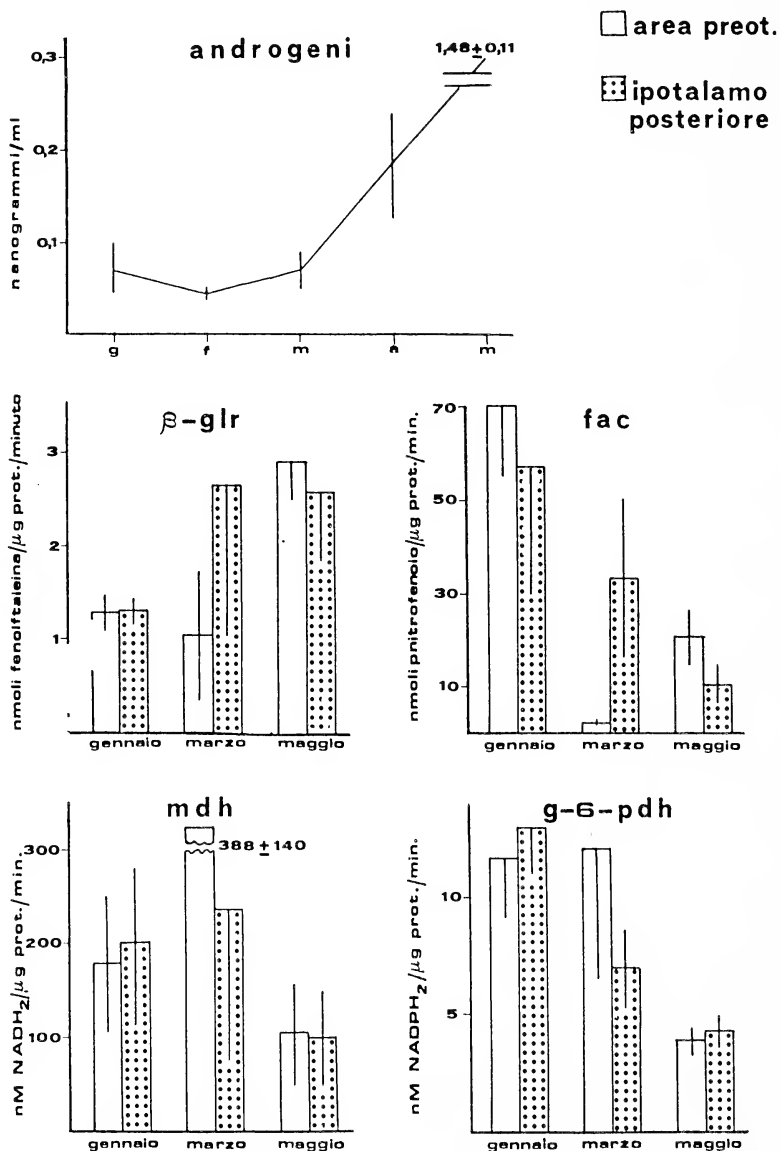 androgeni
1,48±0,11
area preot.
ipotalamo
posteriore
nanogrammi/ml
0,3
0,2
0,1
g f m a m
β-glr
nmoli fenolftaleina/μg prot./minuto
3
2
1
gennaio marzo maggio
fac
nmoli pnitrofenolo/μg prot./min.
70
50
30
10
gennaio marzo maggio
mdh
388±140
nM NADH2/μg prot./min.
300
200
100
gennaio marzo maggio
g-6-pdh
nM NADPH2/μg prot./min.
10
5
gennaio marzo maggio